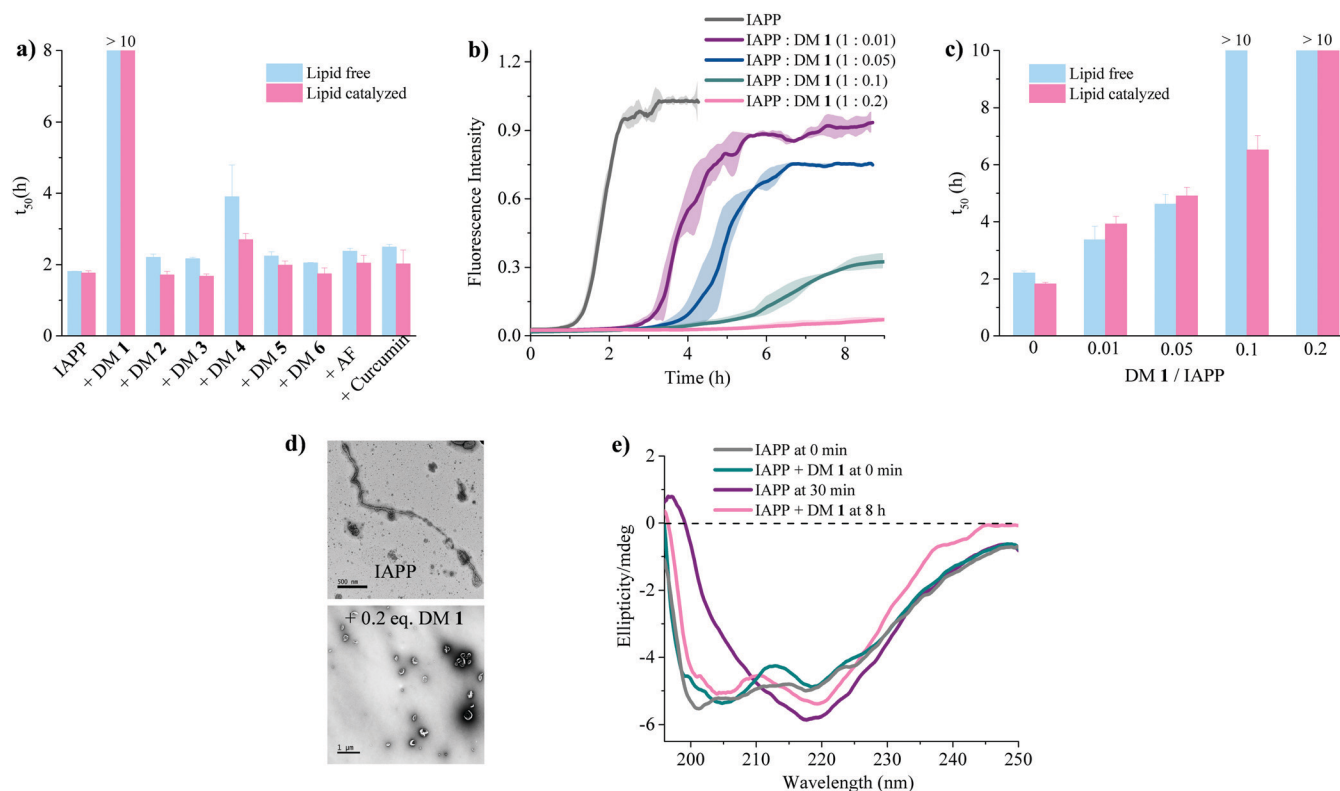 a)
> 10
8
6
4
2
0
t50(h)
Lipid free
Lipid catalyzed
IAPP
+ DM 1
+ DM 2
+ DM 3
+ DM 4
+ DM 5
+ DM 6
+ AF
+ Curcumin
b)
IAPP
IAPP : DM 1 (1 : 0.01)
IAPP : DM 1 (1 : 0.05)
IAPP : DM 1 (1 : 0.1)
IAPP : DM 1 (1 : 0.2)
1.2
0.9
0.6
0.3
0.0
Fluorescence Intensity
0 2 4 6 8
Time (h)
c)
> 10 > 10
Lipid free
Lipid catalyzed
10
8
6
4
2
0
t50 (h)
0 0.01 0.05 0.1 0.2
DM 1 / IAPP
d)
IAPP
500 nm
+ 0.2 eq. DM 1
1 µm
e)
IAPP at 0 min
IAPP + DM 1 at 0 min
IAPP at 30 min
IAPP + DM 1 at 8 h
2
0
-2
-4
-6
Ellipticity/mdeg
200 210 220 230 240 250
Wavelength (nm)